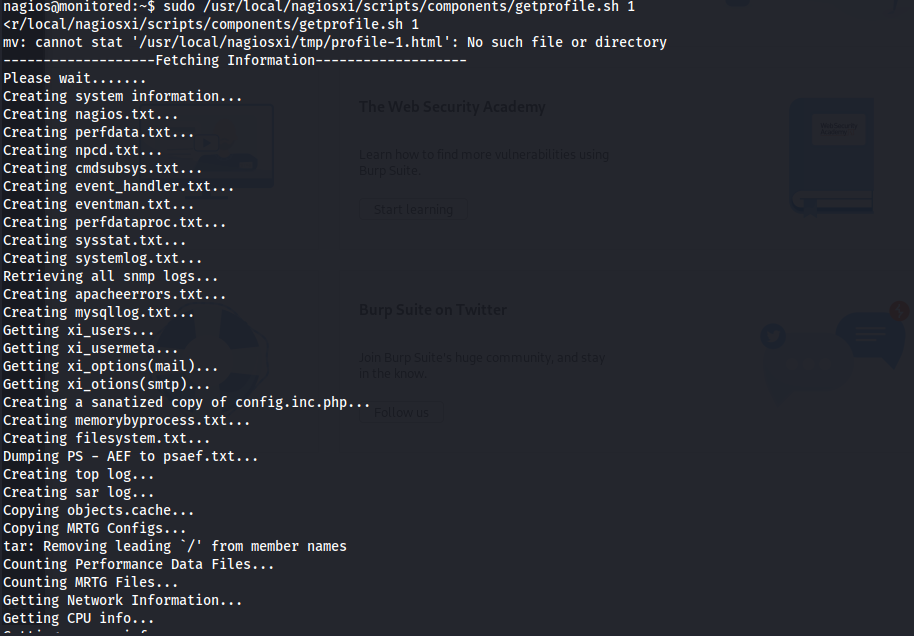 nagios@monitored:~$ sudo /usr/local/nagiosxi/scripts/components/getprofile.sh 1
<r/local/nagiosxi/scripts/components/getprofile.sh 1
mv: cannot stat '/usr/local/nagiosxi/tmp/profile-1.html': No such file or directory
-------------------Fetching Information-------------------
Please wait.......
Creating system information...
Creating nagios.txt...
Creating perfdata.txt...
Creating npcd.txt...
Creating cmdsubsys.txt...
Creating event_handler.txt...
Creating eventman.txt...
Creating perfdataproc.txt...
Creating sysstat.txt...
Creating systemlog.txt...
Retrieving all snmp logs...
Creating apacheerrors.txt...
Creating mysqllog.txt...
Getting xi_users...
Getting xi_usermeta...
Getting xi_options(mail)...
Getting xi_otions(smtp)...
Creating a sanatized copy of config.inc.php...
Creating memorybyprocess.txt...
Creating filesystem.txt...
Dumping PS - AEF to psaef.txt...
Creating top log...
Creating sar log...
Copying objects.cache...
Copying MRTG Configs...
tar: Removing leading `/' from member names
Counting Performance Data Files...
Counting MRTG Files...
Getting Network Information...
Getting CPU info...
The Web Security Academy
Learn how to find more vulnerabilities using
Burp Suite.
Start learning
Burp Suite on Twitter
Join Burp Suite's huge community, and stay
in the know.
Follow us